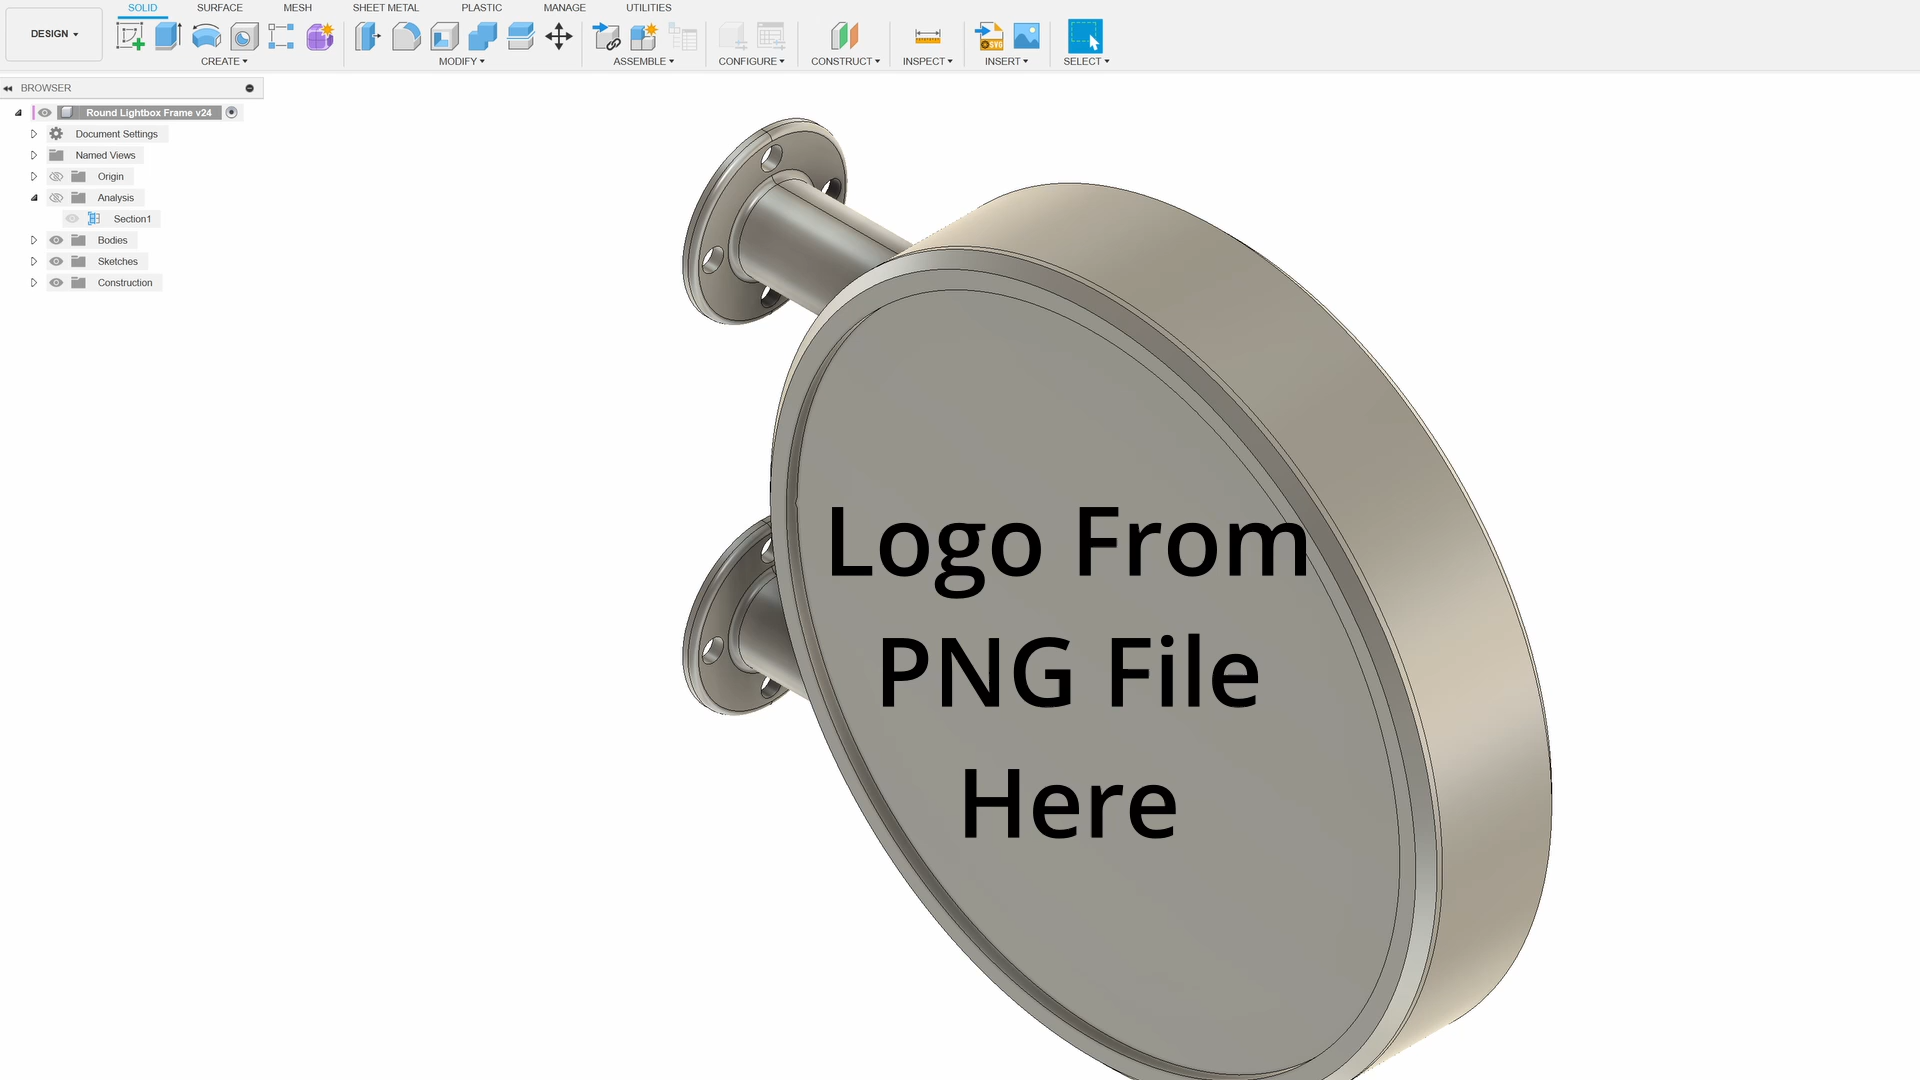 SOLID SURFACE MESH SHEET METAL PLASTIC MANAGE UTILITIES
DESIGN
SVG
CREATE MODIFY ASSEMBLE CONFIGURE CONSTRUCT INSPECT INSERT SELECT
BROWSER
Round Lightbox Frame v24
Document Settings
Named Views
Origin
Analysis
Section1
Bodies
Sketches
Construction
Logo From
PNG File
Here